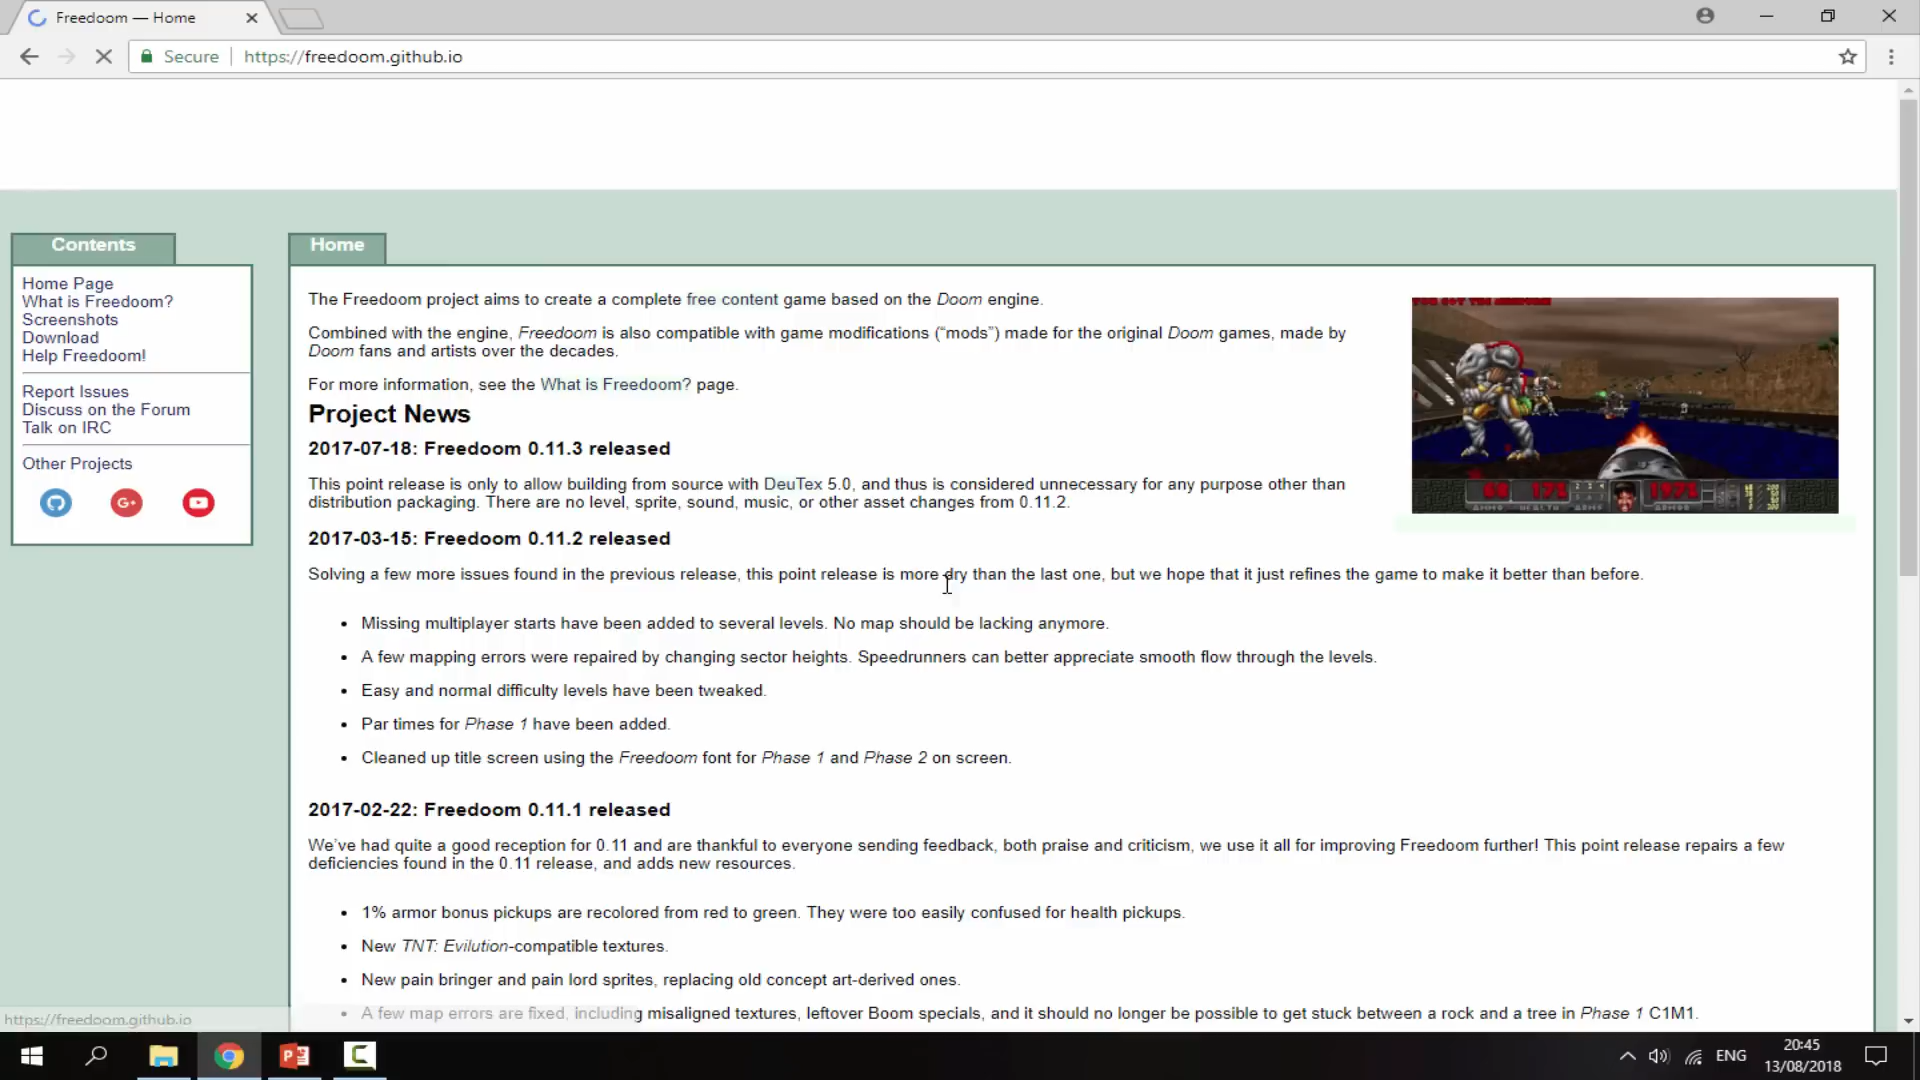 Freedoom — Home
Secure
https://freedoom.github.io
Contents
Home Page
What is Freedoom?
Screenshots
Download
Help Freedoom!
Report Issues
Discuss on the Forum
Talk on IRC
Other Projects
G+
Home
The Freedoom project aims to create a complete free content game based on the Doom engine.
Combined with the engine, Freedoom is also compatible with game modifications (“mods”) made for the original Doom games, made by
Doom fans and artists over the decades.
For more information, see the What is Freedoom? page.
Project News
2017-07-18: Freedoom 0.11.3 released
This point release is only to allow building from source with DeuTex 5.0, and thus is considered unnecessary for any purpose other than
distribution packaging. There are no level, sprite, sound, music, or other asset changes from 0.11.2.
2017-03-15: Freedoom 0.11.2 released
Solving a few more issues found in the previous release, this point release is more dry than the last one, but we hope that it just refines the game to make it better than before.
• Missing multiplayer starts have been added to several levels. No map should be lacking anymore.
• A few mapping errors were repaired by changing sector heights. Speedrunners can better appreciate smooth flow through the levels.
• Easy and normal difficulty levels have been tweaked.
• Par times for Phase 1 have been added.
• Cleaned up title screen using the Freedoom font for Phase 1 and Phase 2 on screen.
2017-02-22: Freedoom 0.11.1 released
We’ve had quite a good reception for 0.11 and are thankful to everyone sending feedback, both praise and criticism, we use it all for improving Freedoom further! This point release repairs a few
deficiencies found in the 0.11 release, and adds new resources.
• 1% armor bonus pickups are recolored from red to green. They were too easily confused for health pickups.
• New TNT: Evilution-compatible textures.
• New pain bringer and pain lord sprites, replacing old concept art-derived ones.
• A few map errors are fixed, including misaligned textures, leftover Boom specials, and it should no longer be possible to get stuck between a rock and a tree in Phase 1 C1M1.
https://freedoom.github.io
ENG
20:45
13/08/2018